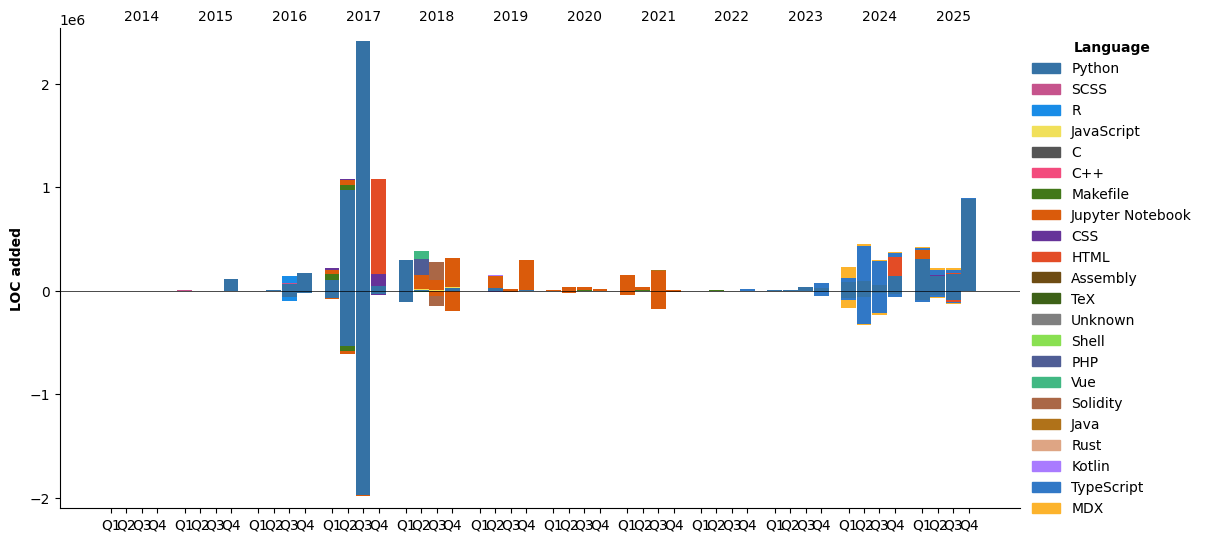 2014 2015 2016 2017 2018 2019 2020 2021 2022 2023 2024 2025
1e6
2
1
0
−1
−2
LOC added
Q1Q2Q3Q4 Q1Q2Q3Q4 Q1Q2Q3Q4 Q1Q2Q3Q4 Q1Q2Q3Q4 Q1Q2Q3Q4 Q1Q2Q3Q4 Q1Q2Q3Q4 Q1Q2Q3Q4 Q1Q2Q3Q4 Q1Q2Q3Q4 Q1Q2Q3Q4
Language
Python
SCSS
R
JavaScript
C
C++
Makefile
Jupyter Notebook
CSS
HTML
Assembly
TeX
Unknown
Shell
PHP
Vue
Solidity
Java
Rust
Kotlin
TypeScript
MDX